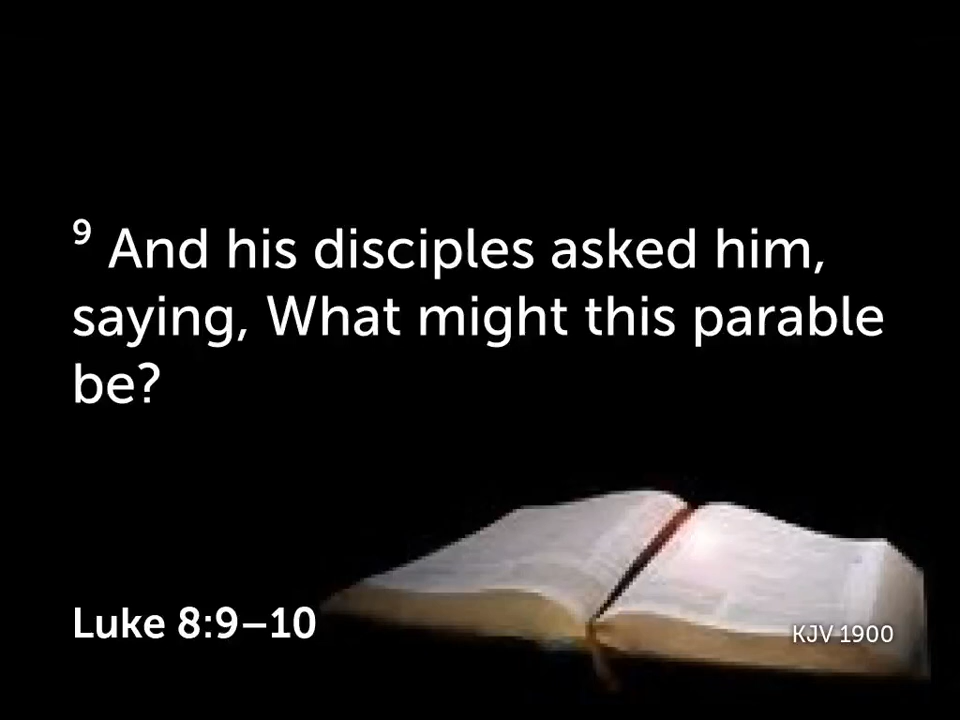 ⁹ And his disciples asked him,
saying, What might this parable
be?
Luke 8:9–10
KJV 1900